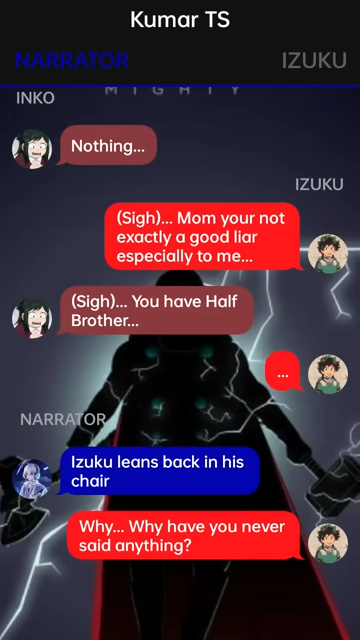 Kumar TS
NARRATOR
IZUKU
M I G H T Y
INKO
Nothing...
IZUKU
(Sigh)... Mom your not
exactly a good liar
especially to me...
(Sigh)... You have Half
Brother...
...
NARRATOR
Izuku leans back in his
chair
Why... Why have you never
said anything?